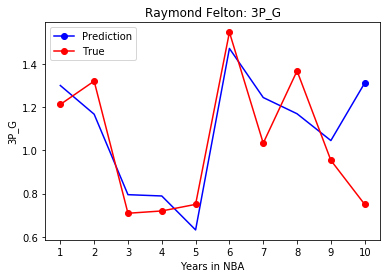 Raymond Felton: 3P_G
Prediction
True
3P_G
1.4
1.2
1.0
0.8
0.6
1 2 3 4 5 6 7 8 9 10
Years in NBA